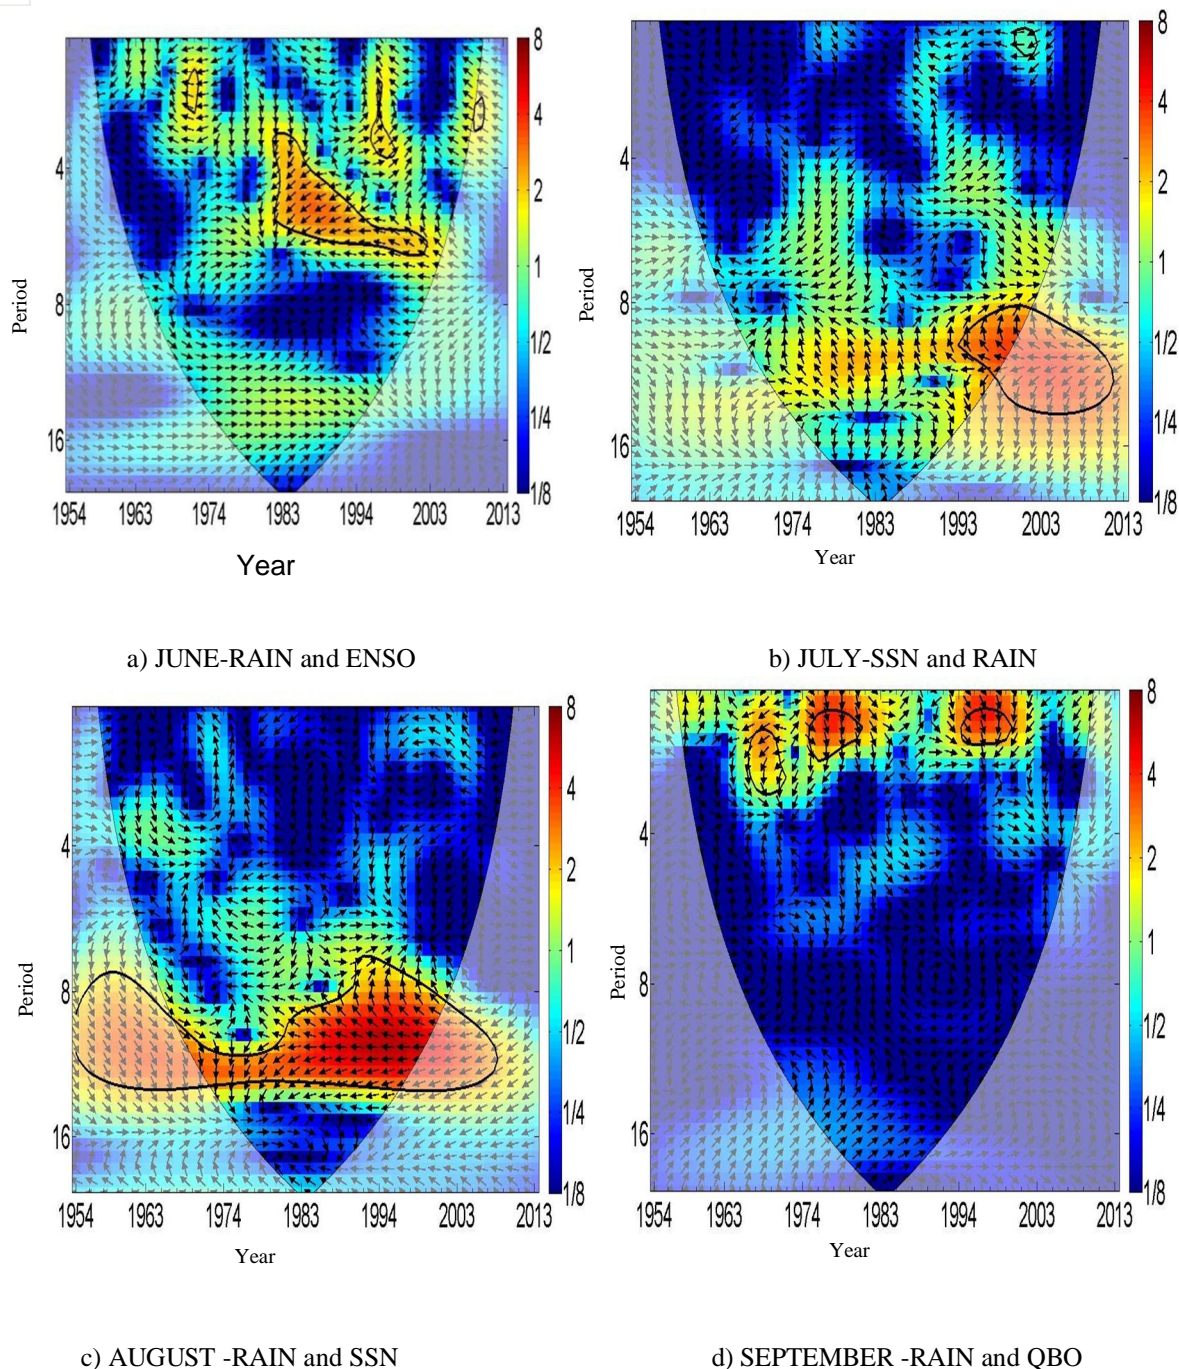 8
4
2
1
1/2
1/4
1/8
4
8
16
Period
1954 1963 1974 1983 1994 2003 2013
Year
a) JUNE-RAIN and ENSO
8
4
2
1
1/2
1/4
1/8
4
8
16
Period
1954 1963 1974 1983 1993 2003 2013
Year
b) JULY-SSN and RAIN
8
4
2
1
1/2
1/4
1/8
4
8
16
Period
1954 1963 1974 1983 1994 2003 2013
Year
c) AUGUST -RAIN and SSN
8
4
2
1
1/2
1/4
1/8
4
8
16
Period
1954 1963 1974 1983 1994 2003 2013
Year
d) SEPTEMBER -RAIN and QBO